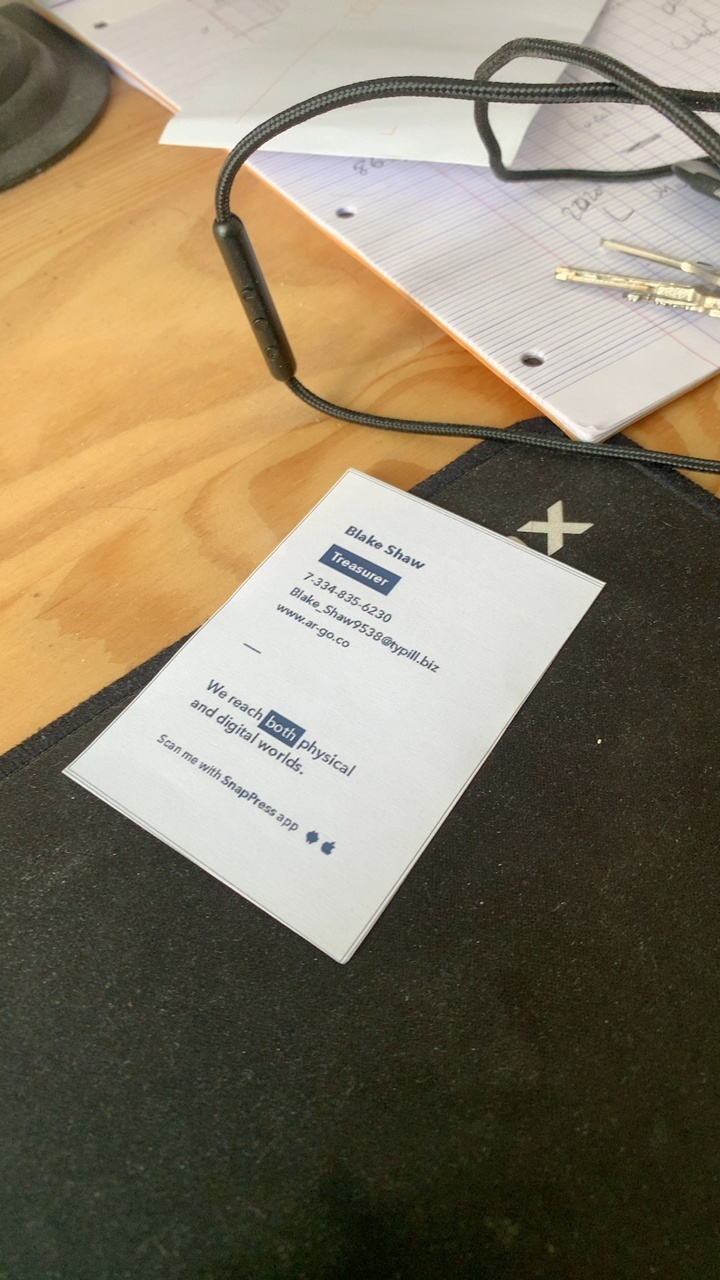 Blake Shaw
Treasurer
7-334-835-6230
Blake_Shaw9538@typill.biz
www.ar-go.co
We reach both physical
and digital worlds.
Scan me with SnapPress app
X